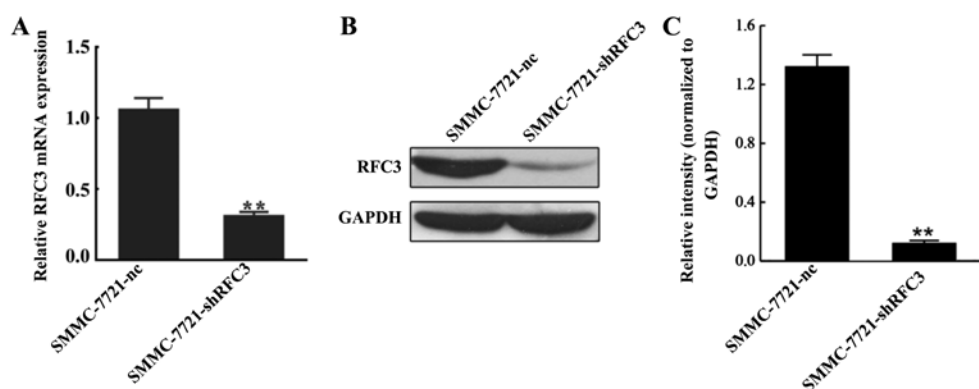 A
Relative RFC3 mRNA expression
1.5
1.0
0.5
0.0
**
SMMC-7721-nc
SMMC-7721-shRFC3
B
SMMC-7721-nc
SMMC-7721-shRFC3
RFC3
GAPDH
C
Relative intensity (normalized to
GAPDH)
1.6
1.2
0.8
0.4
0.0
**
SMMC-7721-nc
SMMC-7721-shRFC3